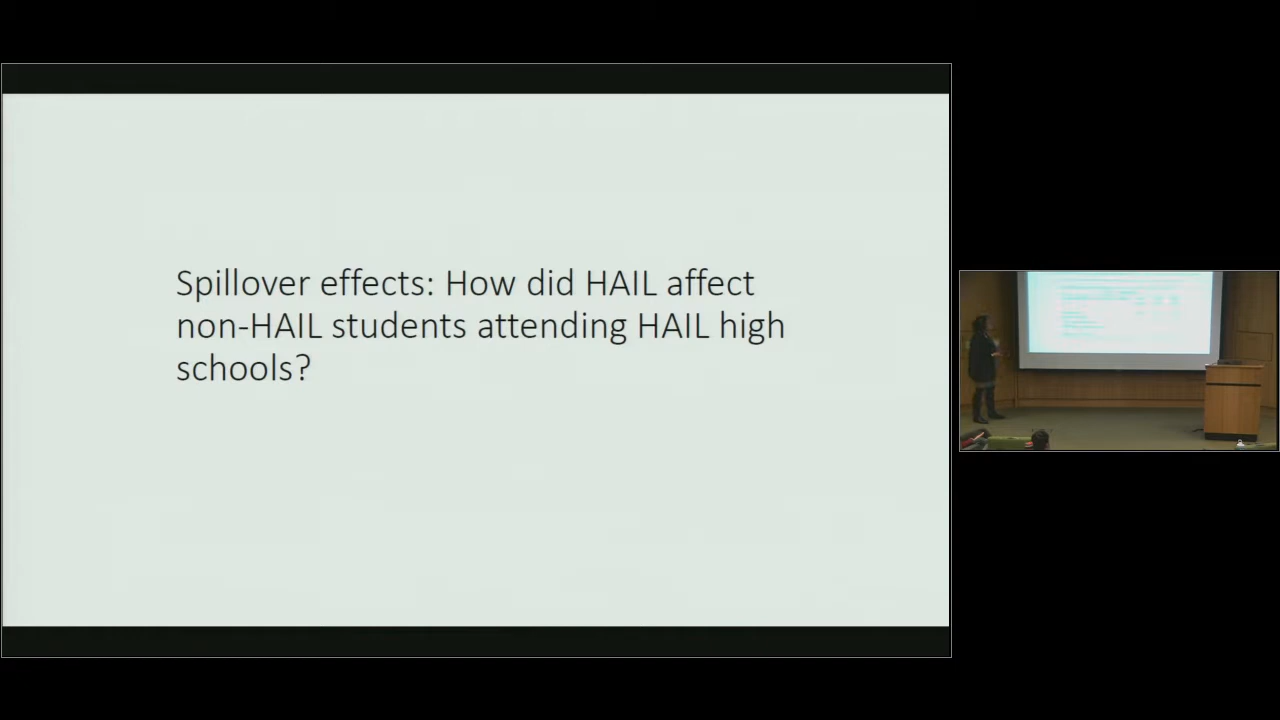 Spillover effects: How did HAIL affect
non-HAIL students attending HAIL high
schools?